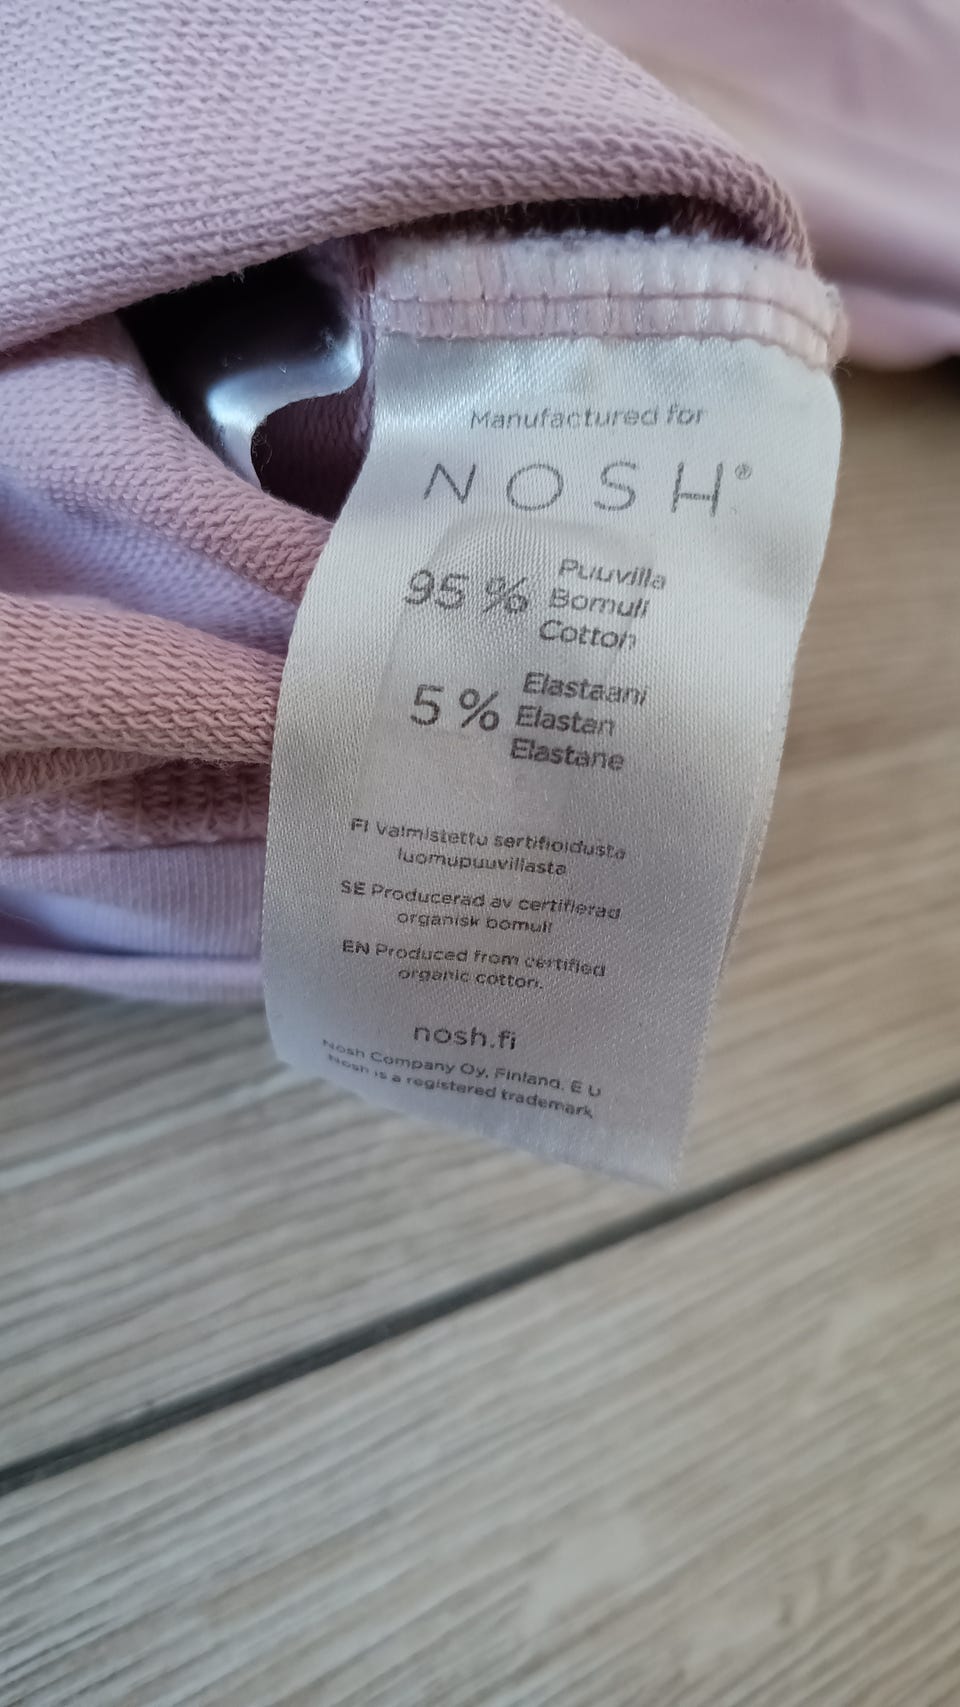 Manufactured for
NOSH®
95 % Puuvilla
Bomull
Cotton
5 % Elastaani
Elastan
Elastane
FI Valmistettu sertifioidusta
luomupuuvillasta
SE Producerad av certifierad
organisk bomull
EN Produced from certified
organic cotton.
nosh.fi
Nosh Company Oy, Finland, E U
Nosh is a registered trademark